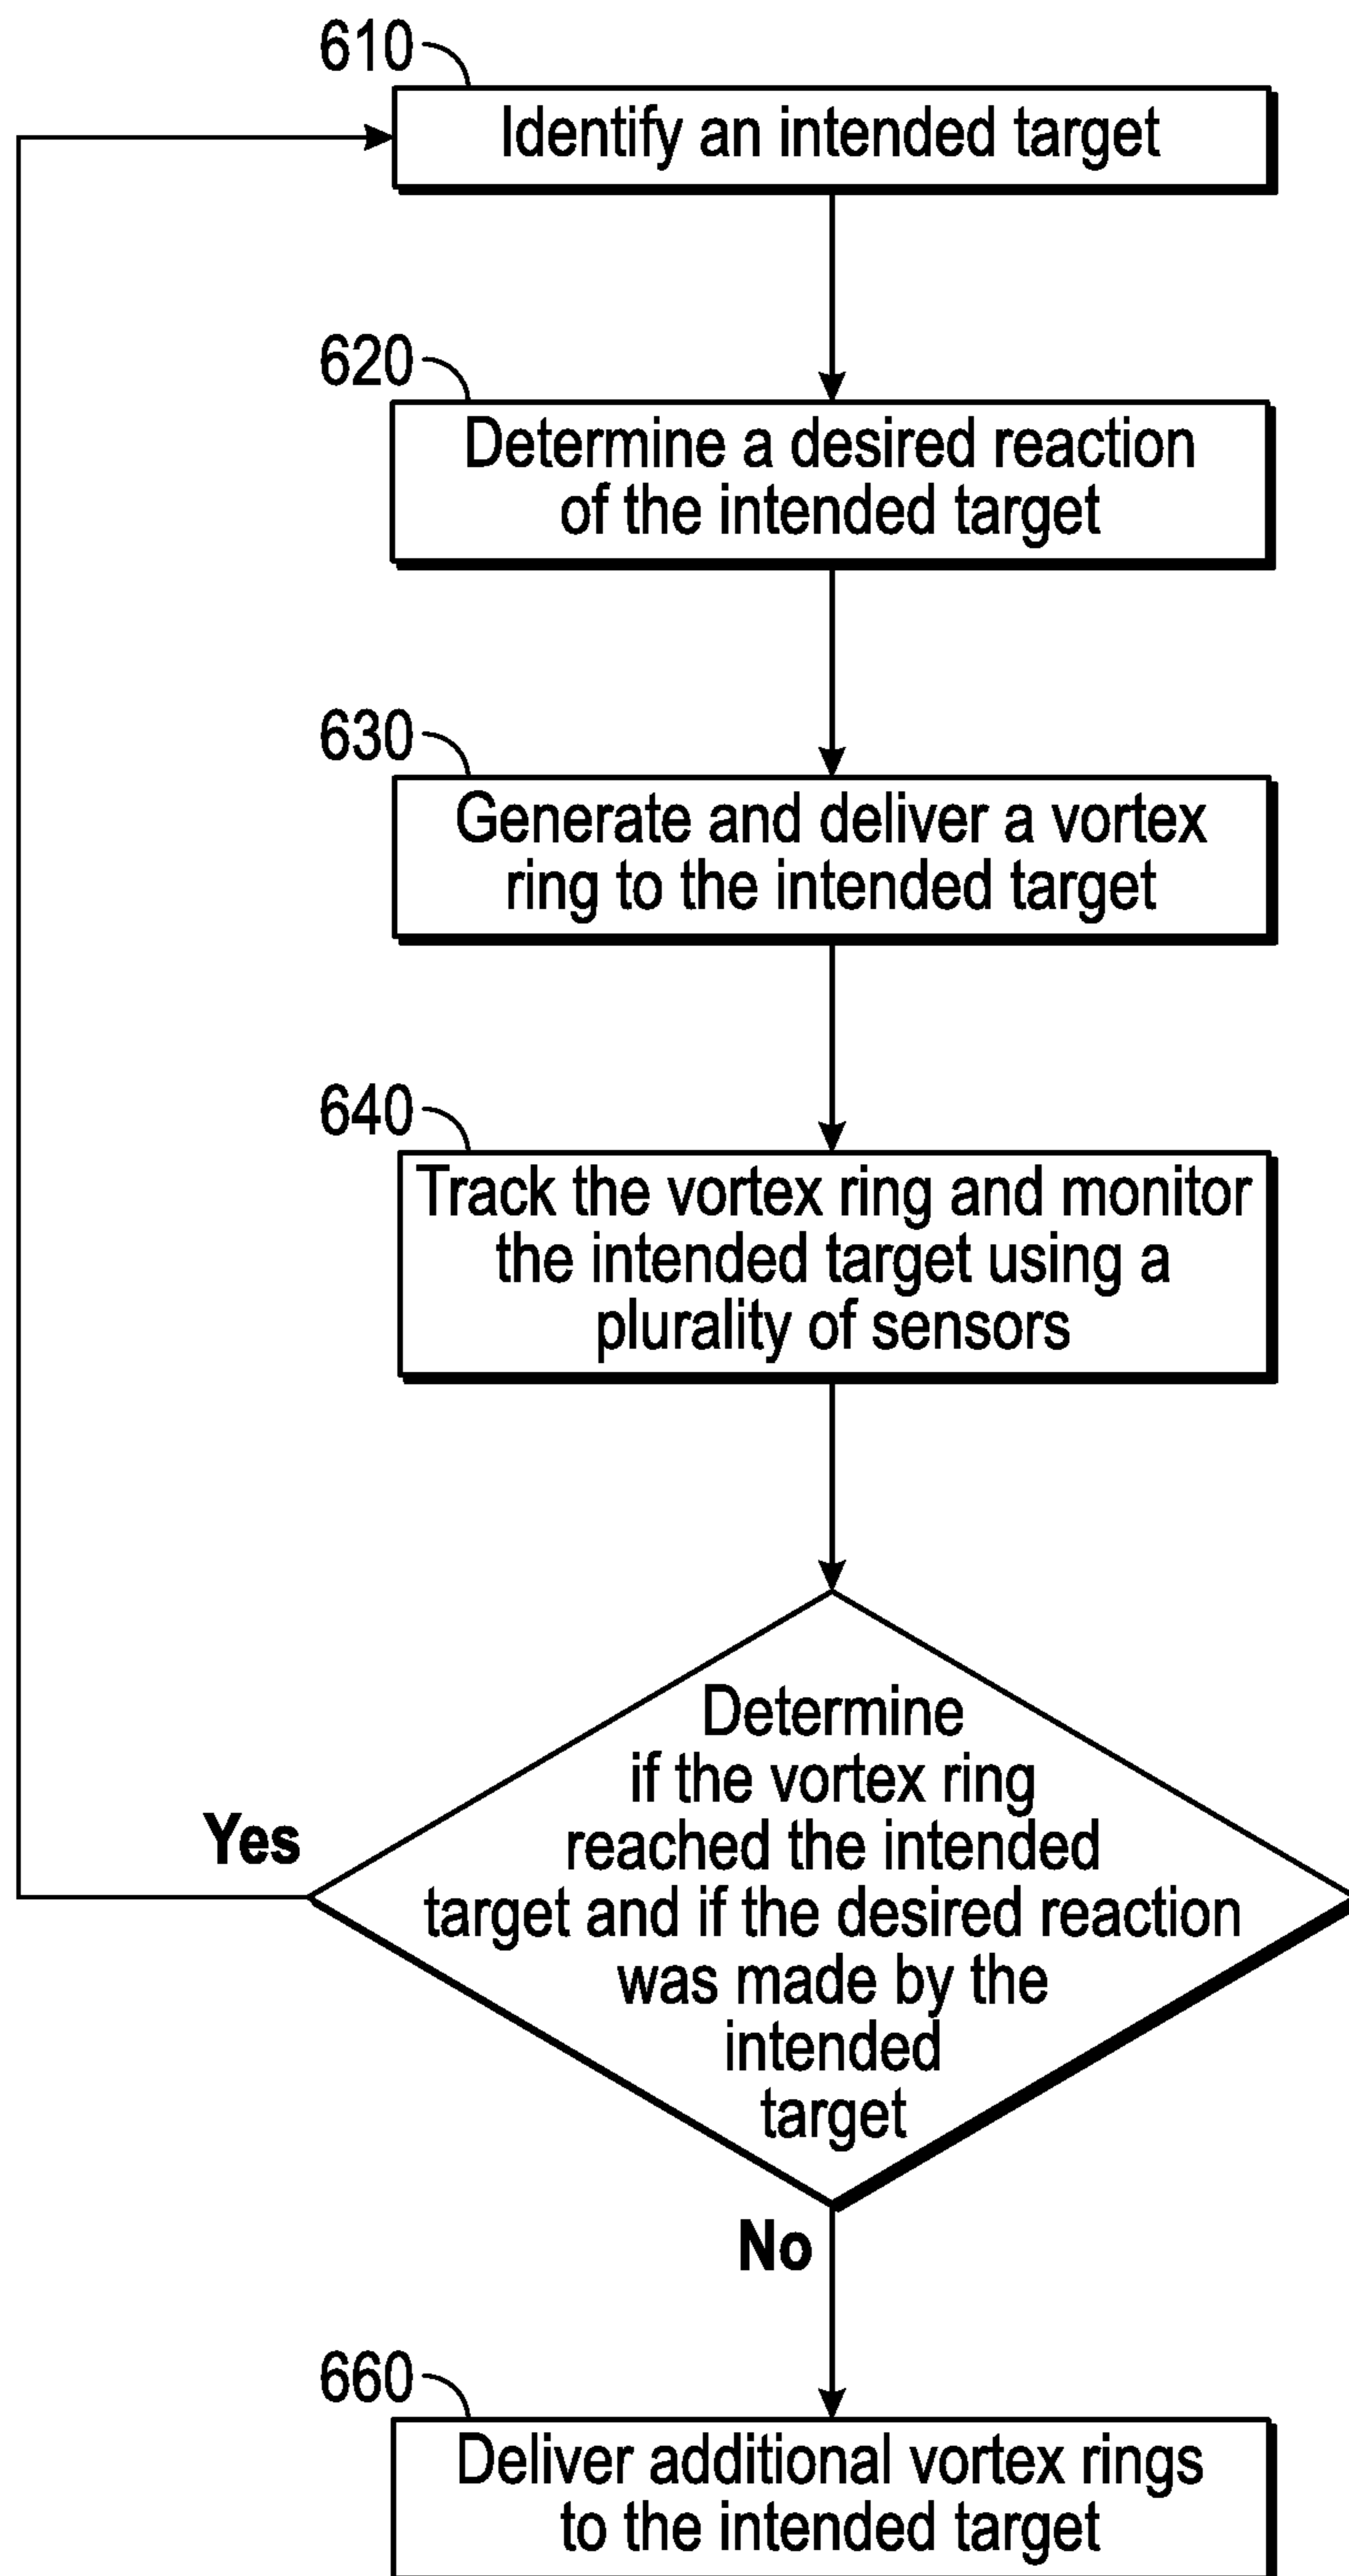 610
Identify an intended target
620
Determine a desired reaction
of the intended target
630
Generate and deliver a vortex
ring to the intended target
640
Track the vortex ring and monitor
the intended target using a
plurality of sensors
Determine
if the vortex ring
reached the intended
target and if the desired reaction
was made by the
intended
target
Yes
No
660
Deliver additional vortex rings
to the intended target